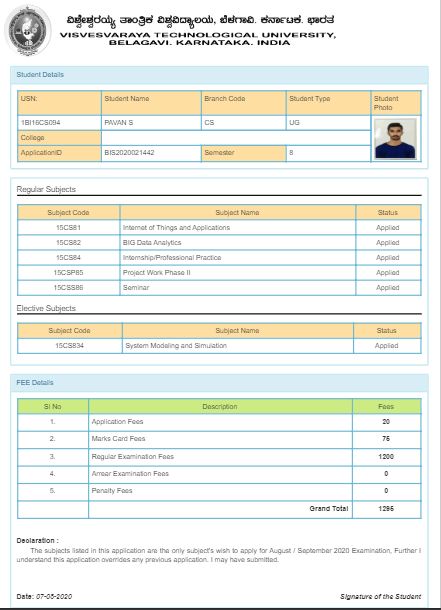 ವಿಶ್ವೇಶ್ವರಯ್ಯ ತಾಂತ್ರಿಕ ವಿಶ್ವವಿದ್ಯಾಲಯ, ಬೆಳಗಾವಿ, ಕರ್ನಾಟಕ, ಭಾರತ
VISVESVARAYA TECHNOLOGICAL UNIVERSITY,
BELAGAVI, KARNATAKA, INDIA
Student Details
USN: Student Name Branch Code Student Type Student Photo
1BI16CS094 PAVAN S CS UG
College
ApplicationID BIS2020021442 Semester 8
Regular Subjects
Subject Code Subject Name Status
15CS81 Internet of Things and Applications Applied
15CS82 BIG Data Analytics Applied
15CS84 Internship/Professional Practice Applied
15CSP85 Project Work Phase II Applied
15CSS86 Seminar Applied
Elective Subjects
Subject Code Subject Name Status
15CS834 System Modeling and Simulation Applied
FEE Details
Sl No Description Fees
1. Application Fees 20
2. Marks Card Fees 75
3. Regular Examination Fees 1200
4. Arrear Examination Fees 0
5. Penalty Fees 0
Grand Total 1295
Declaration :
The subjects listed in this application are the only subject's wish to apply for August / September 2020 Examination, Further I
understand this application overrides any previous application. I may have submitted.
Date: 07-08-2020 Signature of the Student